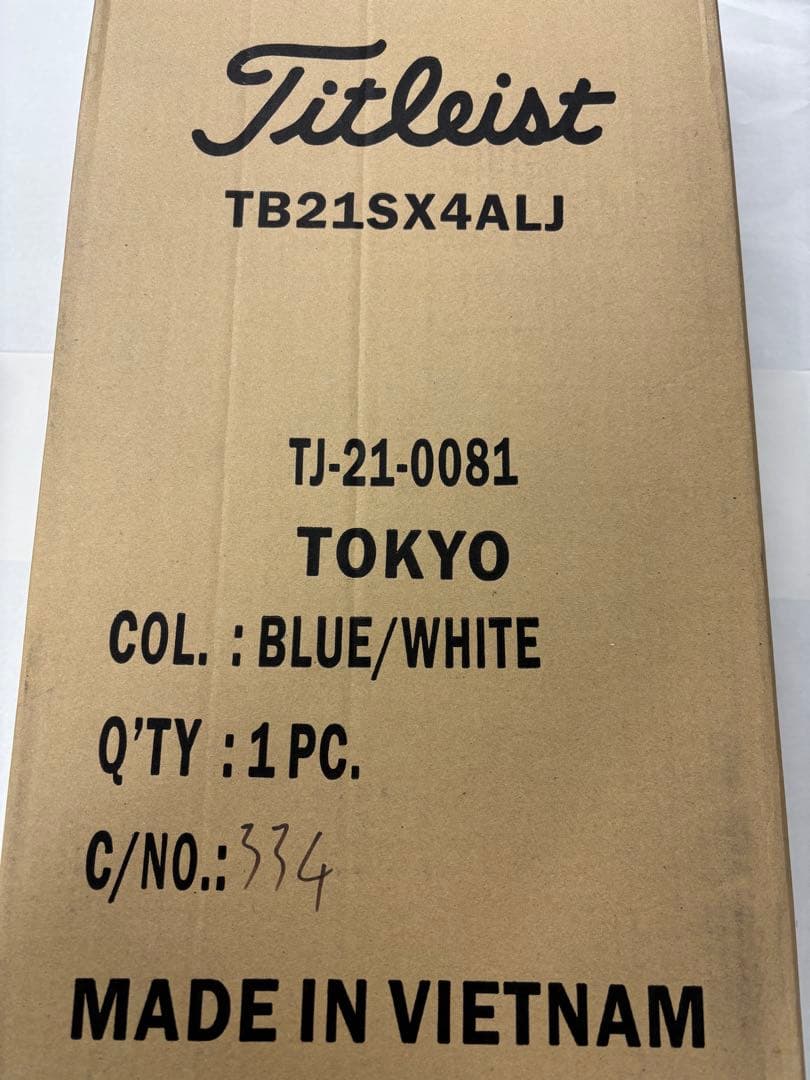 Titleist
TB21SX4ALJ
TJ-21-0081
TOKYO
COL. : BLUE/WHITE
Q'TY : 1 PC.
C/NO.: 334
MADE IN VIETNAM